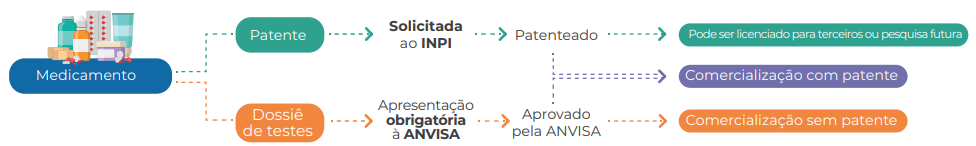 Medicamento
Patente
Solicitada
ao INPI
Patenteado
Pode ser licenciado para terceiros ou pesquisa futura
Comercialização com patente
Dossiê
de testes
Apresentação
obrigatória
à ANVISA
Aprovado
pela ANVISA
Comercialização sem patente